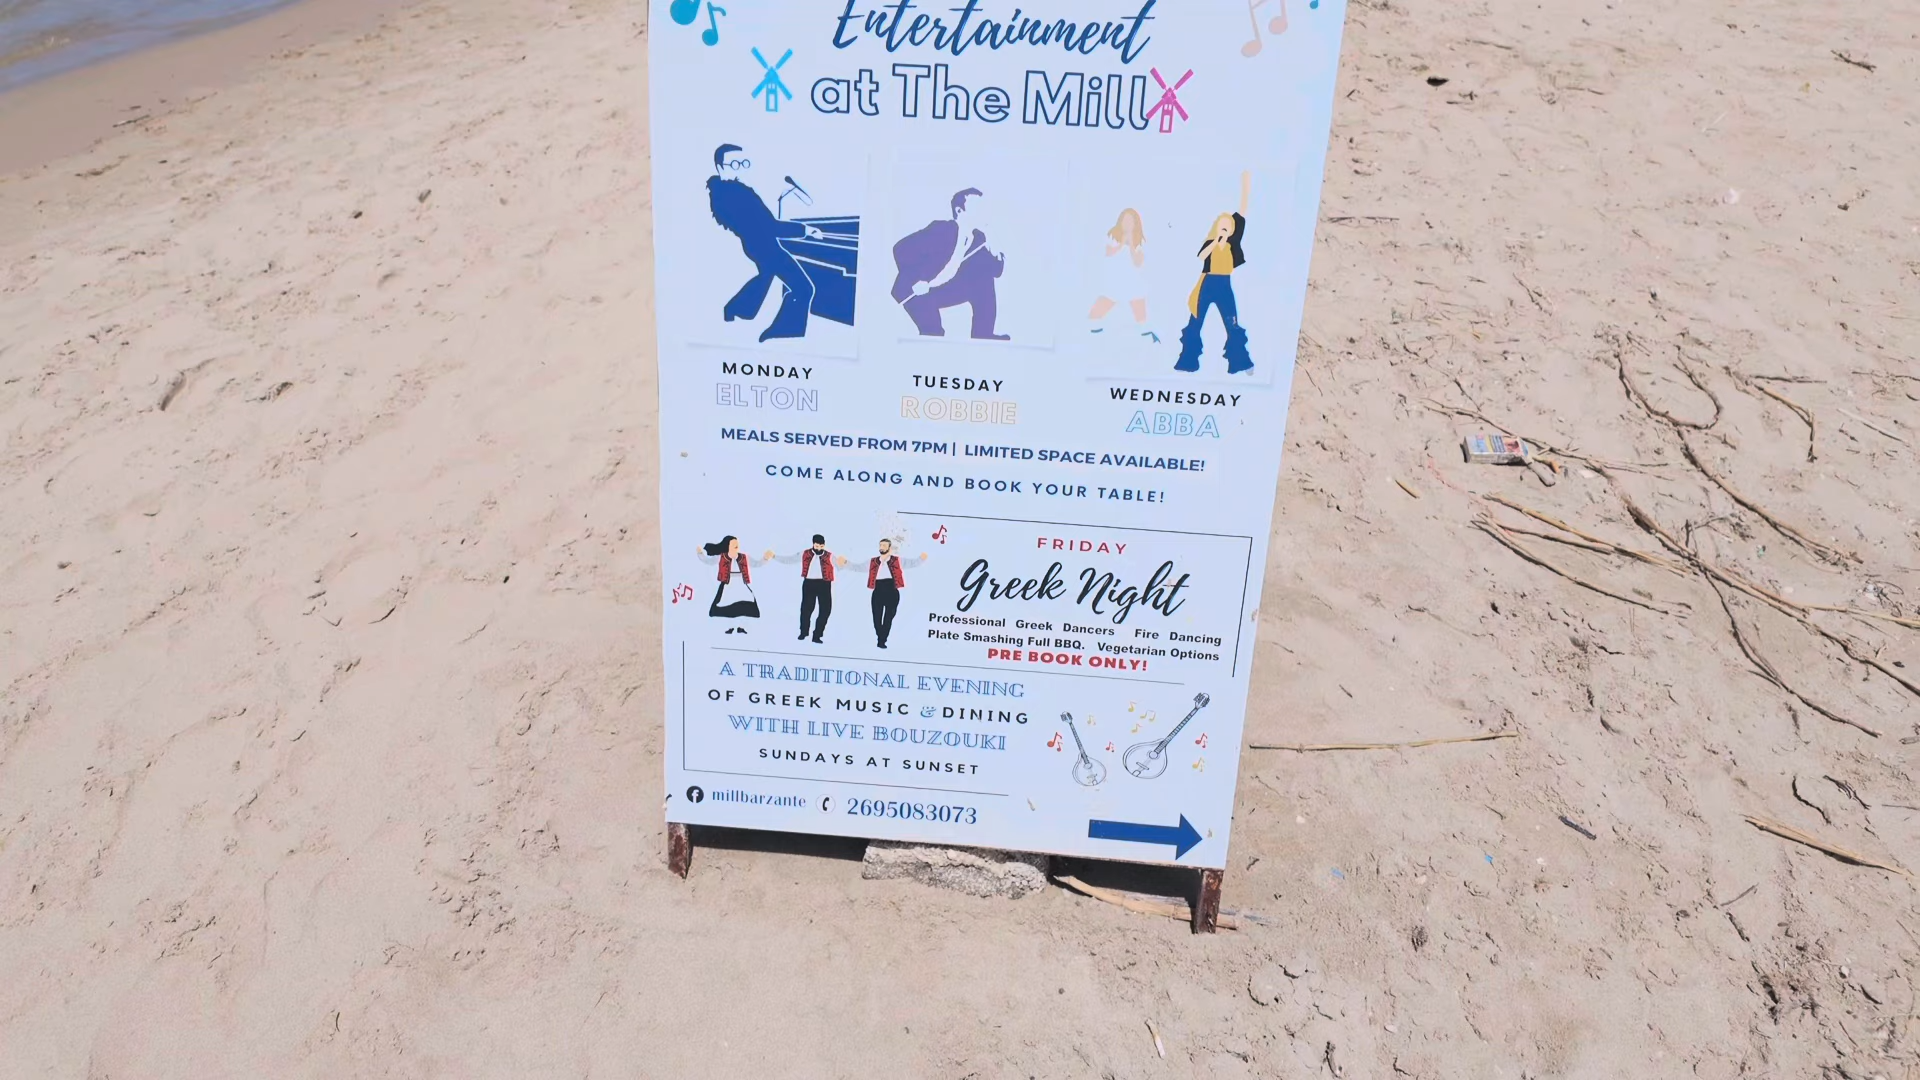 Entertainment
at The Mill
MONDAY
ELTON
TUESDAY
ROBBIE
WEDNESDAY
ABBA
MEALS SERVED FROM 7PM | LIMITED SPACE AVAILABLE!
COME ALONG AND BOOK YOUR TABLE!
FRIDAY
Greek Night
Professional Greek Dancers Fire Dancing
Plate Smashing Full BBQ. Vegetarian Options
PRE BOOK ONLY!
A TRADITIONAL EVENING
OF GREEK MUSIC & DINING
WITH LIVE BOUZOUKI
SUNDAYS AT SUNSET
millbarzante 2695083073